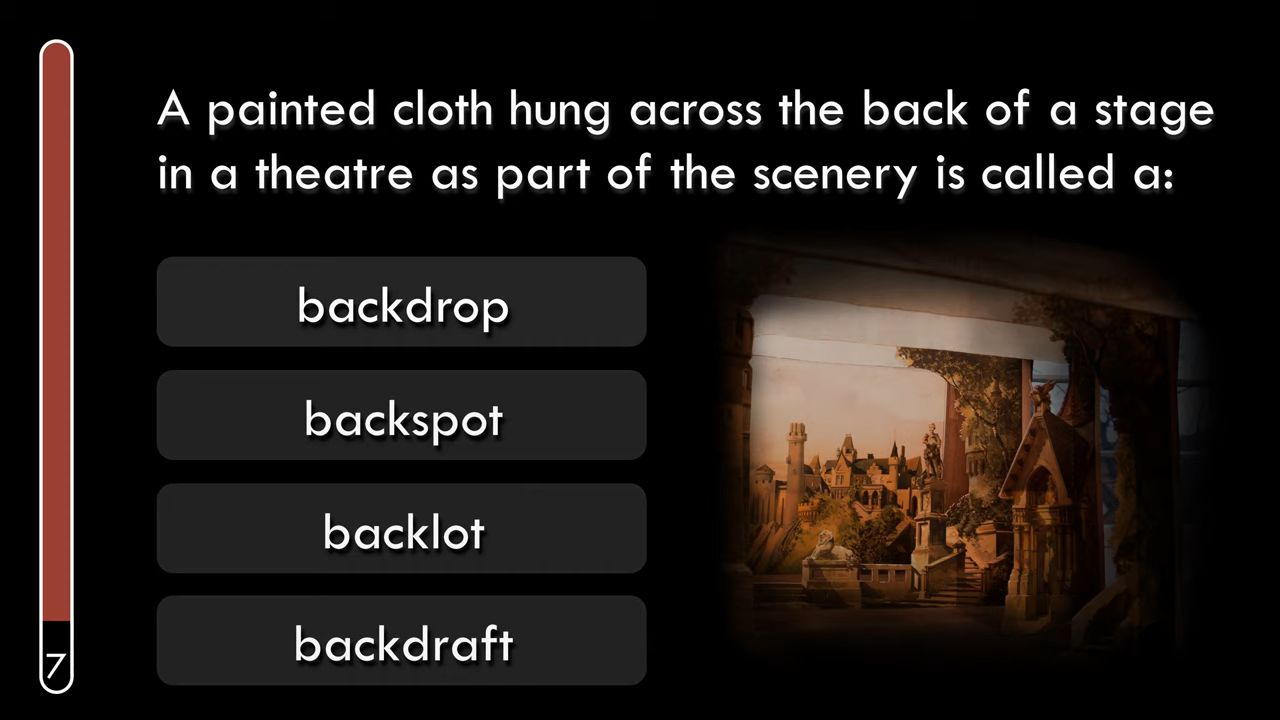 A painted cloth hung across the back of a stage
in a theatre as part of the scenery is called a:
backdrop
backspot
backlot
backdraft
7